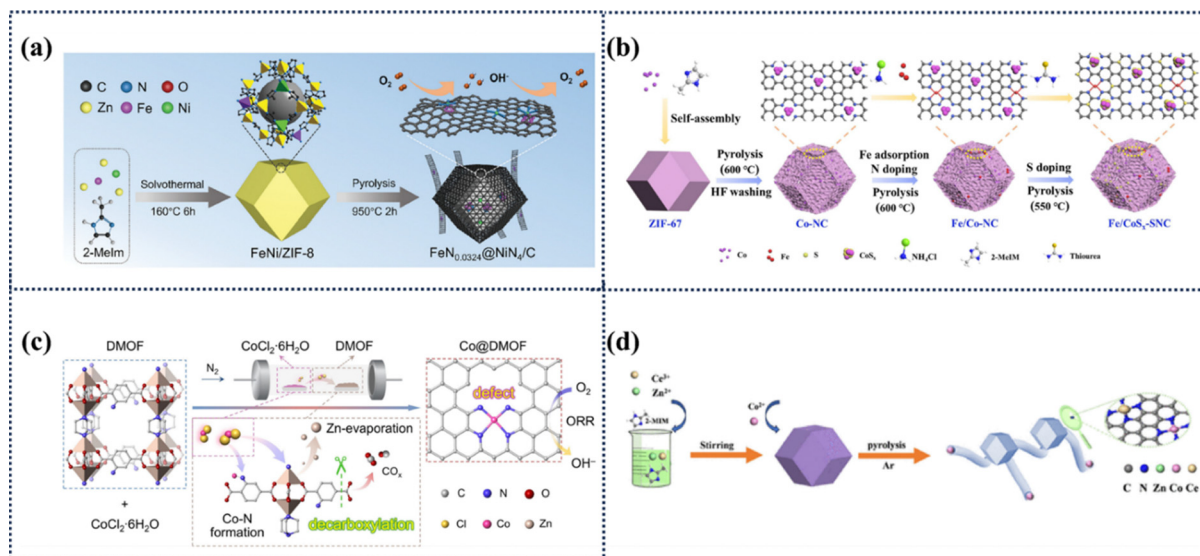 (a)
C N O
Zn Fe Ni
O₂ OH⁻ O₂
2-MeIm
Solvothermal
160°C 6h
FeNi/ZIF-8
Pyrolysis
950°C 2h
FeN₀.₀₃₂₄@NiN₄/C
(b)
Self-assembly
ZIF-67
Pyrolysis
(600 ℃)
HF washing
Co-NC
Fe adsorption
N doping
Pyrolysis
(600 ℃)
Fe/Co-NC
S doping
Pyrolysis
(550 ℃)
Fe/CoSₓ-SNC
Co Fe S CoSₓ NH₄Cl 2-MeIM Thiourea
(c)
DMOF
+
CoCl₂·6H₂O
N₂
CoCl₂·6H₂O DMOF
Zn-evaporation
COₓ
Co-N
formation
decarboxylation
Co@DMOF
defect
O₂
ORR
OH⁻
C N O
Cl Co Zn
(d)
Ce³⁺
Zn²⁺
2-MIM
Stirring
Co²⁺
pyrolysis
Ar
C N Zn Co Ce